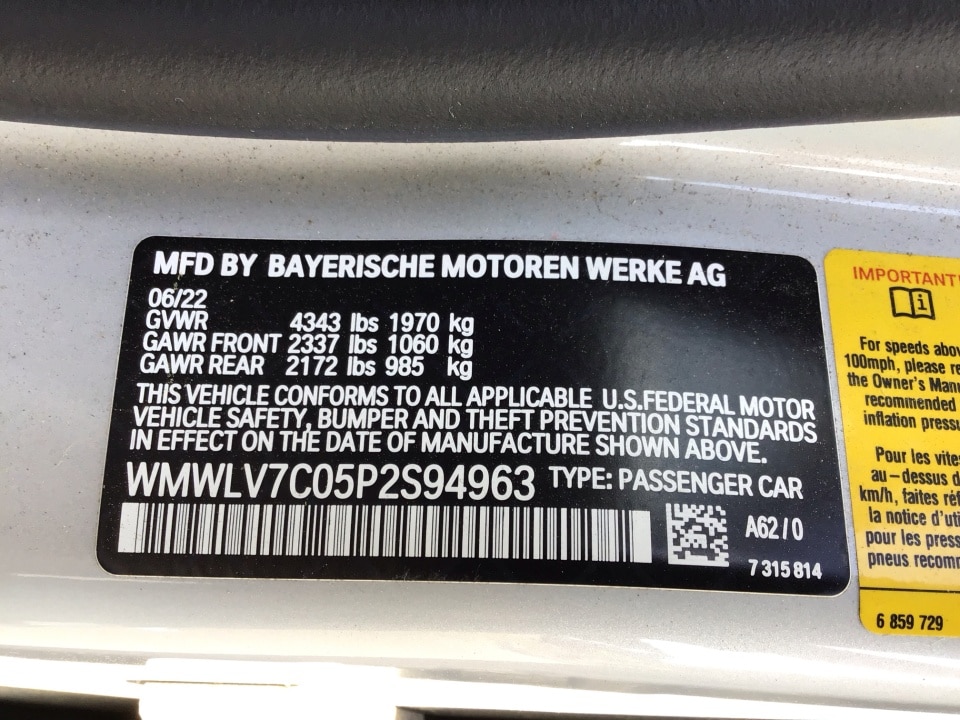 MFD BY BAYERISCHE MOTOREN WERKE AG
06/22
GVWR 4343 lbs 1970 kg
GAWR FRONT 2337 lbs 1060 kg
GAWR REAR 2172 lbs 985 kg
THIS VEHICLE CONFORMS TO ALL APPLICABLE U.S.FEDERAL MOTOR
VEHICLE SAFETY, BUMPER AND THEFT PREVENTION STANDARDS
IN EFFECT ON THE DATE OF MANUFACTURE SHOWN ABOVE.
WMWLV7C05P2S94963 TYPE: PASSENGER CAR
A62/0
7 315 814
IMPORTANT
i
For speeds
100mph, please
the Owner's
recommended
inflation
Pour les
au-dessus
km/h, faites
la notice
pour les
pneus
6 859 729